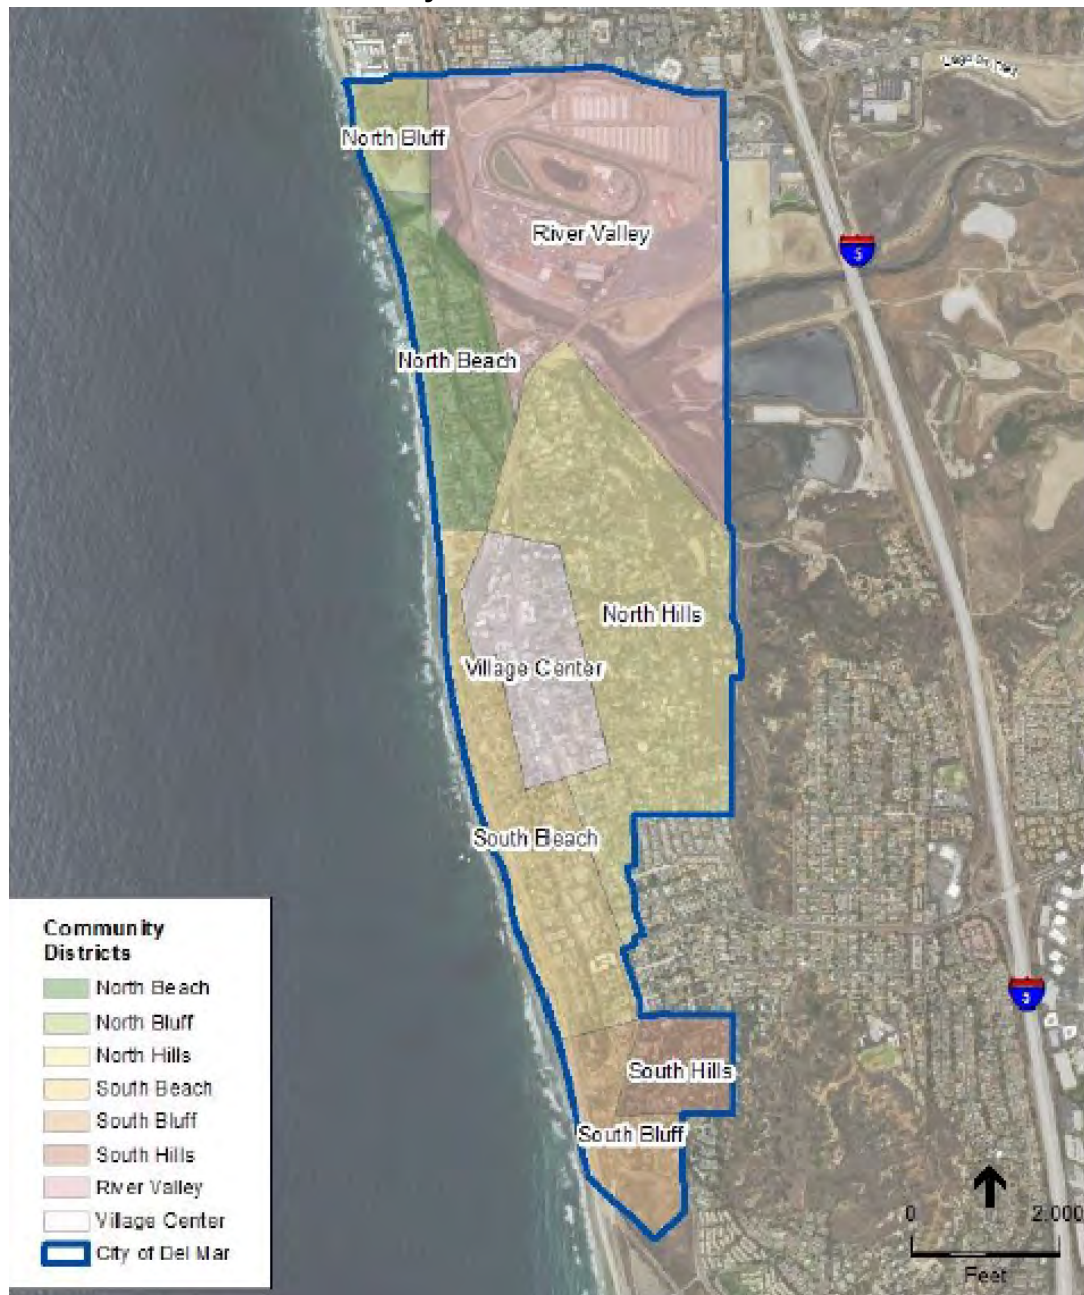 North Bluff
River Valley
5
North Beach
North Hills
Village Center
South Beach
Community
Districts
North Beach
North Bluff
North Hills
South Beach
South Bluff
South Hills
River Valley
Village Center
City of Del Mar
5
South Hills
South Bluff
0 2,000
Feet